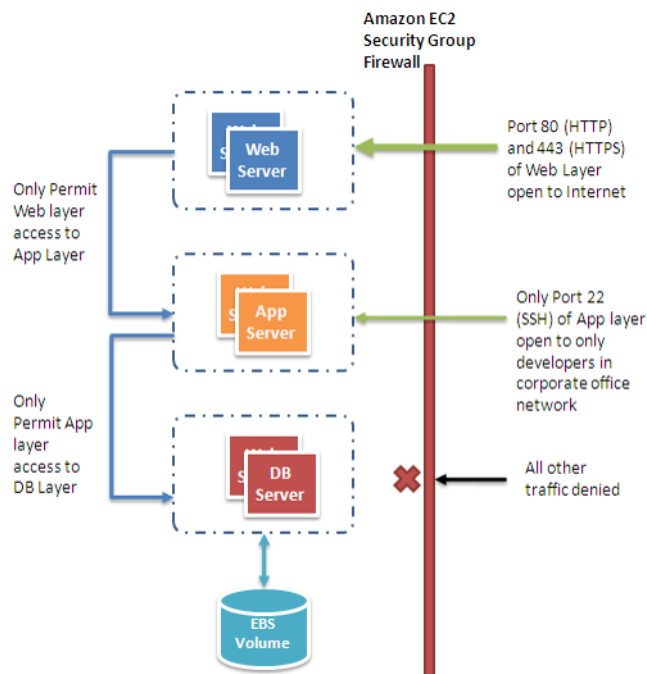 Amazon EC2
Security Group
Firewall
Web
Server
Port 80 (HTTP)
and 443 (HTTPS)
of Web Layer
open to Internet
Only Permit
Web layer
access to
App Layer
App
Server
Only Port 22
(SSH) of App layer
open to only
developers in
corporate office
network
Only
Permit App
layer
access to
DB Layer
DB
Server
All other
traffic denied
EBS
Volume